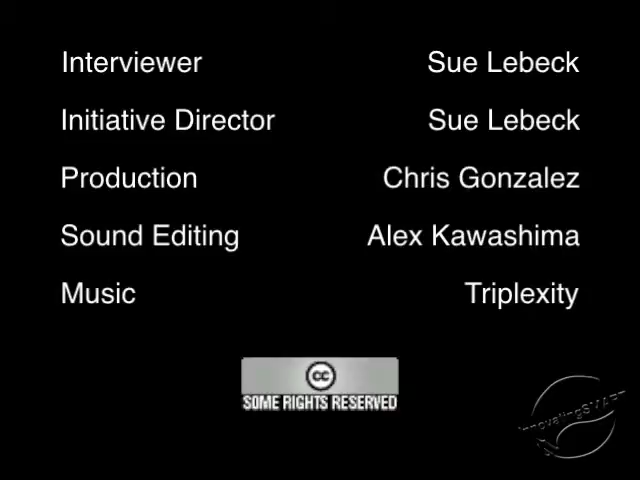 Interviewer Sue Lebeck
Initiative Director Sue Lebeck
Production Chris Gonzalez
Sound Editing Alex Kawashima
Music Triplexity
cc
SOME RIGHTS RESERVED
InnovatingSMART